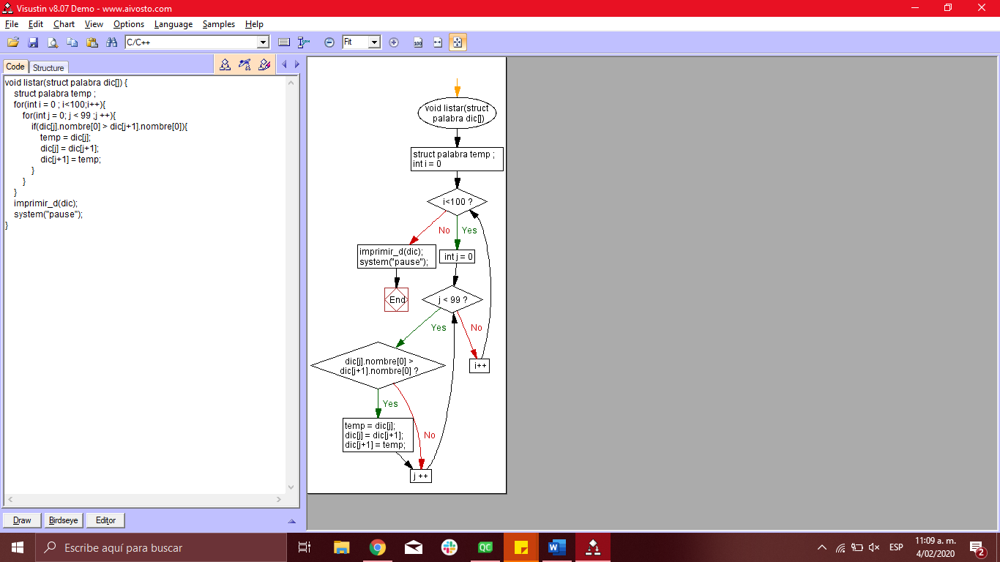 Visustin v8.07 Demo - www.aivosto.com
File Edit Chart View Options Language Samples Help
C/C++
Fit
100
Code Structure
void listar(struct palabra dic[]) {
struct palabra temp ;
for(int i = 0 ; i<100;i++){
for(int j = 0; j < 99 ;j ++){
if(dic[j].nombre[0] > dic[j+1].nombre[0]){
temp = dic[j];
dic[j] = dic[j+1];
dic[j+1] = temp;
}
}
}
imprimir_d(dic);
system("pause");
}
void listar(struct
palabra dic[])
struct palabra temp ;
int i = 0
i<100 ?
No Yes
imprimir_d(dic);
system("pause");
int j = 0
End
j < 99 ?
Yes No
dic[j].nombre[0] >
dic[j+1].nombre[0] ?
i++
Yes
temp = dic[j];
dic[j] = dic[j+1];
dic[j+1] = temp;
No
j ++
Draw Birdseye Editor
Escribe aquí para buscar
QC
W
ESP
11:09 a. m.
4/02/2020
2